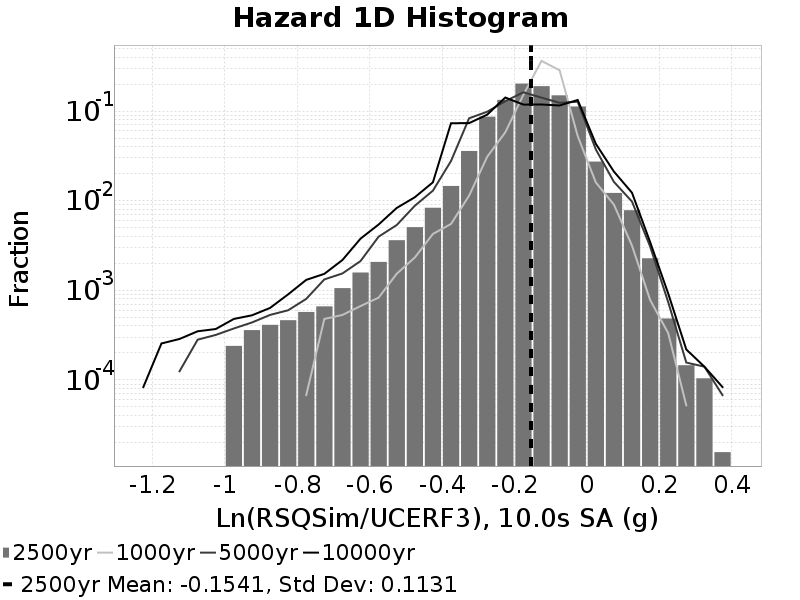 Hazard 1D Histogram
Fraction
10-1
10-2
10-3
10-4
-1.2 -1 -0.8 -0.6 -0.4 -0.2 0 0.2 0.4
Ln(RSQSim/UCERF3), 10.0s SA (g)
2500yr 1000yr 5000yr 10000yr
2500yr Mean: -0.1541, Std Dev: 0.1131